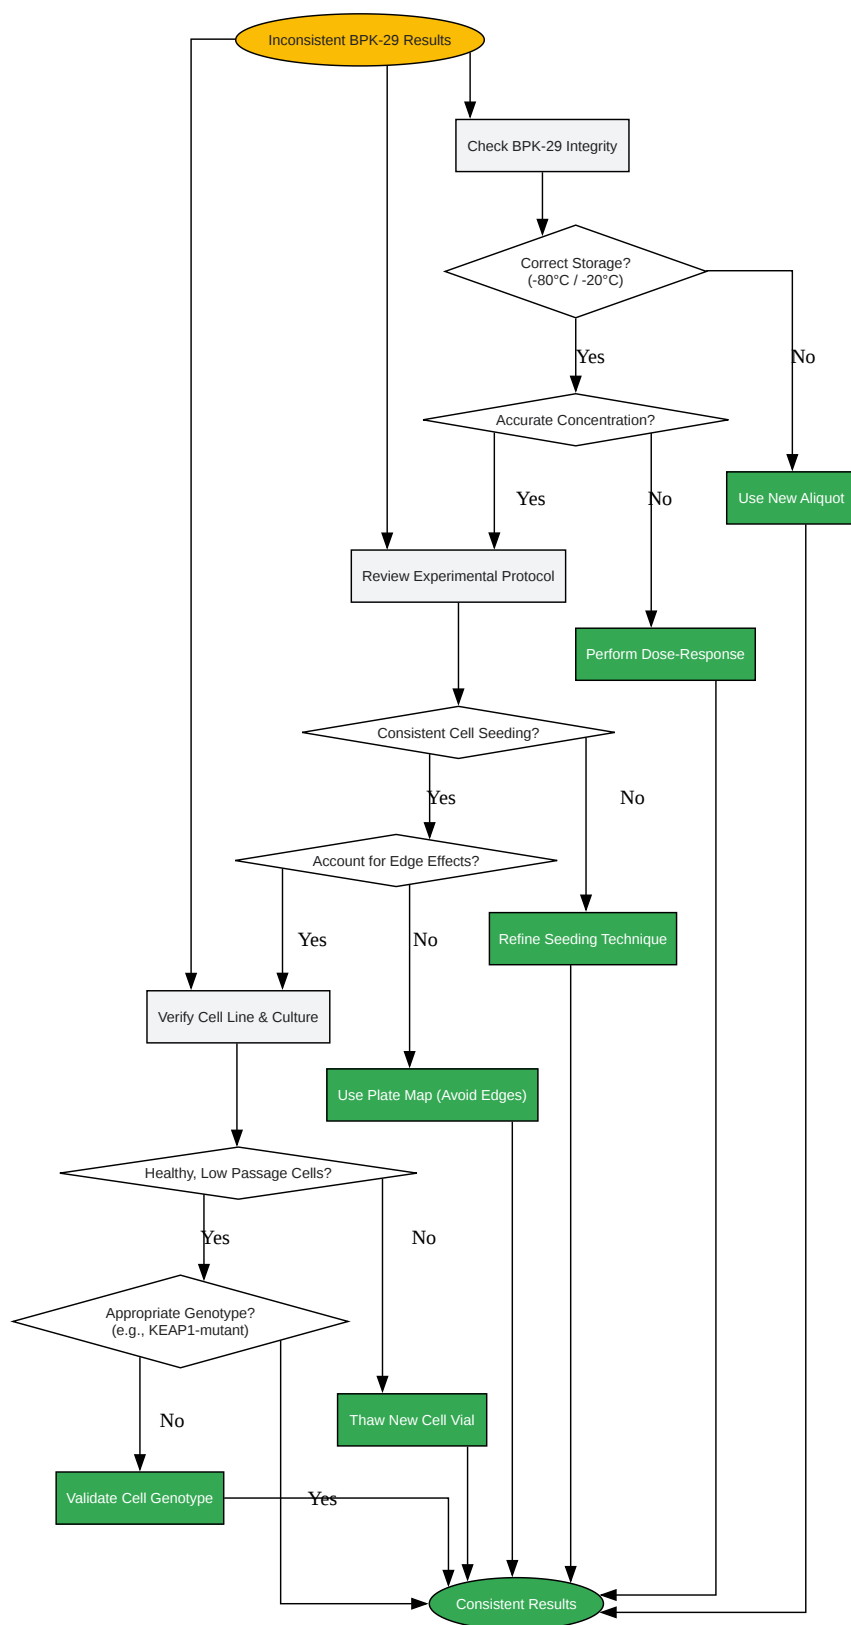 Inconsistent BPK-29 Results
Check BPK-29 Integrity
Correct Storage?
(-80°C / -20°C)
Yes
No
Accurate Concentration?
Yes
No
Use New Aliquot
Review Experimental Protocol
Perform Dose-Response
Consistent Cell Seeding?
Yes
No
Account for Edge Effects?
Yes
No
Refine Seeding Technique
Verify Cell Line & Culture
Use Plate Map (Avoid Edges)
Healthy, Low Passage Cells?
Yes
No
Appropriate Genotype?
(e.g., KEAP1-mutant)
No
Thaw New Cell Vial
Validate Cell Genotype
Yes
Consistent Results